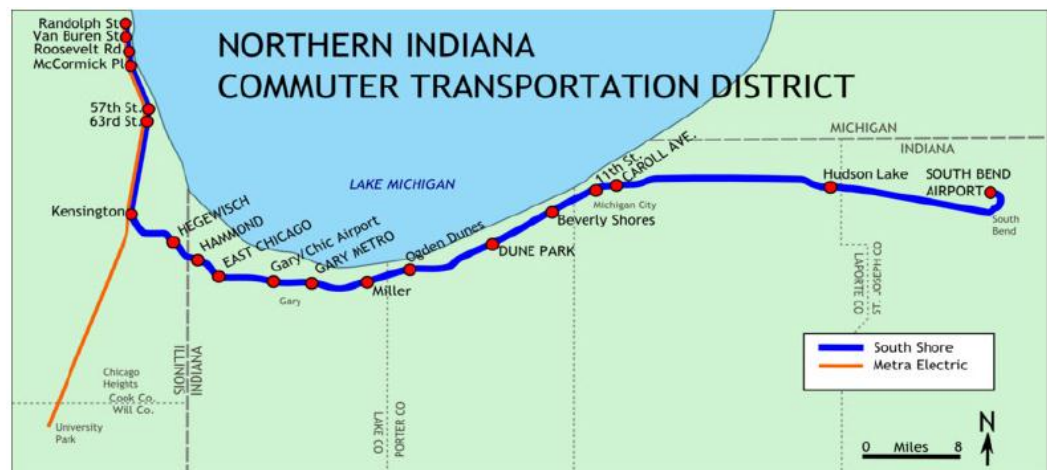 NORTHERN INDIANA
COMMUTER TRANSPORTATION DISTRICT
Randolph St
Van Buren St
Roosevelt Rd
McCormick Pl
57th St.
63rd St.
Kensington
HEGEWISCH
HAMMOND
EAST CHICAGO
Gary/Chic Airport
GARY METRO
Gary
Miller
Ogden Dunes
DUNE PARK
Beverly Shores
11th St.
CAROLL AVE.
Michigan City
Hudson Lake
SOUTH BEND
AIRPORT
South
Bend
LAKE MICHIGAN
MICHIGAN
INDIANA
ILLINOIS
INDIANA
LAKE CO
PORTER CO
LAPORTE CO
ST. JOSEPH CO
Chicago
Heights
Cook Co.
Will Co.
University
Park
South Shore
Metra Electric
0 Miles 8
N